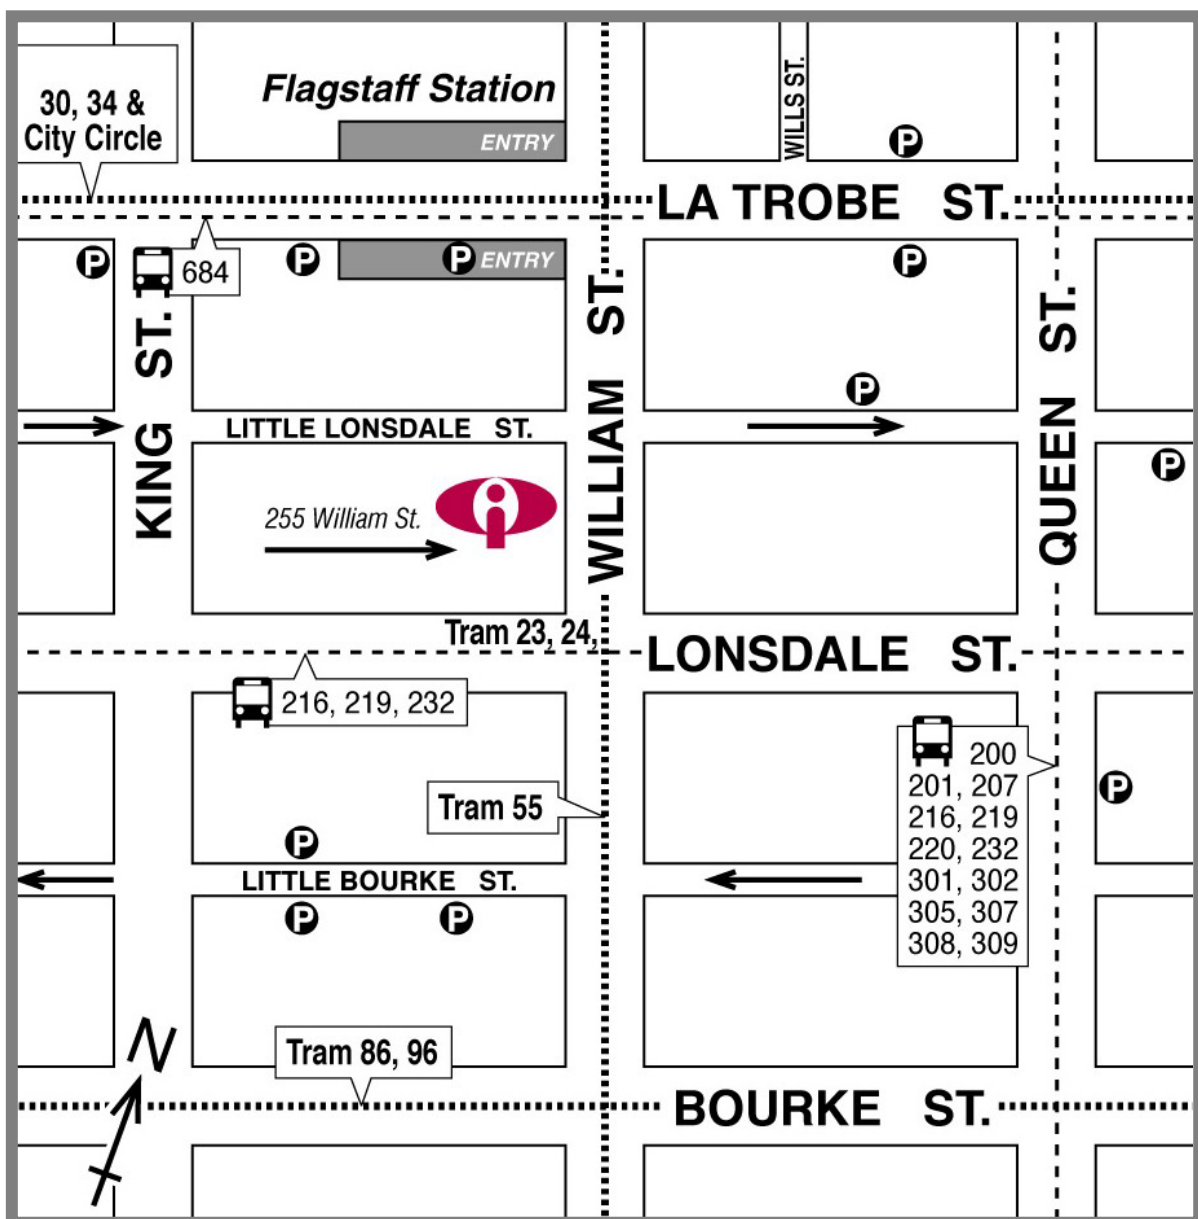 30, 34 &
City Circle
Flagstaff Station
ENTRY
WILLS ST.
P
LA TROBE ST.
P
684
P
P ENTRY
P
KING ST.
WILLIAM ST.
QUEEN ST.
P
LITTLE LONSDALE ST.
P
255 William St.
i
Tram 23, 24,
LONSDALE ST.
216, 219, 232
200
201, 207
216, 219
220, 232
301, 302
305, 307
308, 309
P
Tram 55
P
LITTLE BOURKE ST.
P
P
N
Tram 86, 96
BOURKE ST.